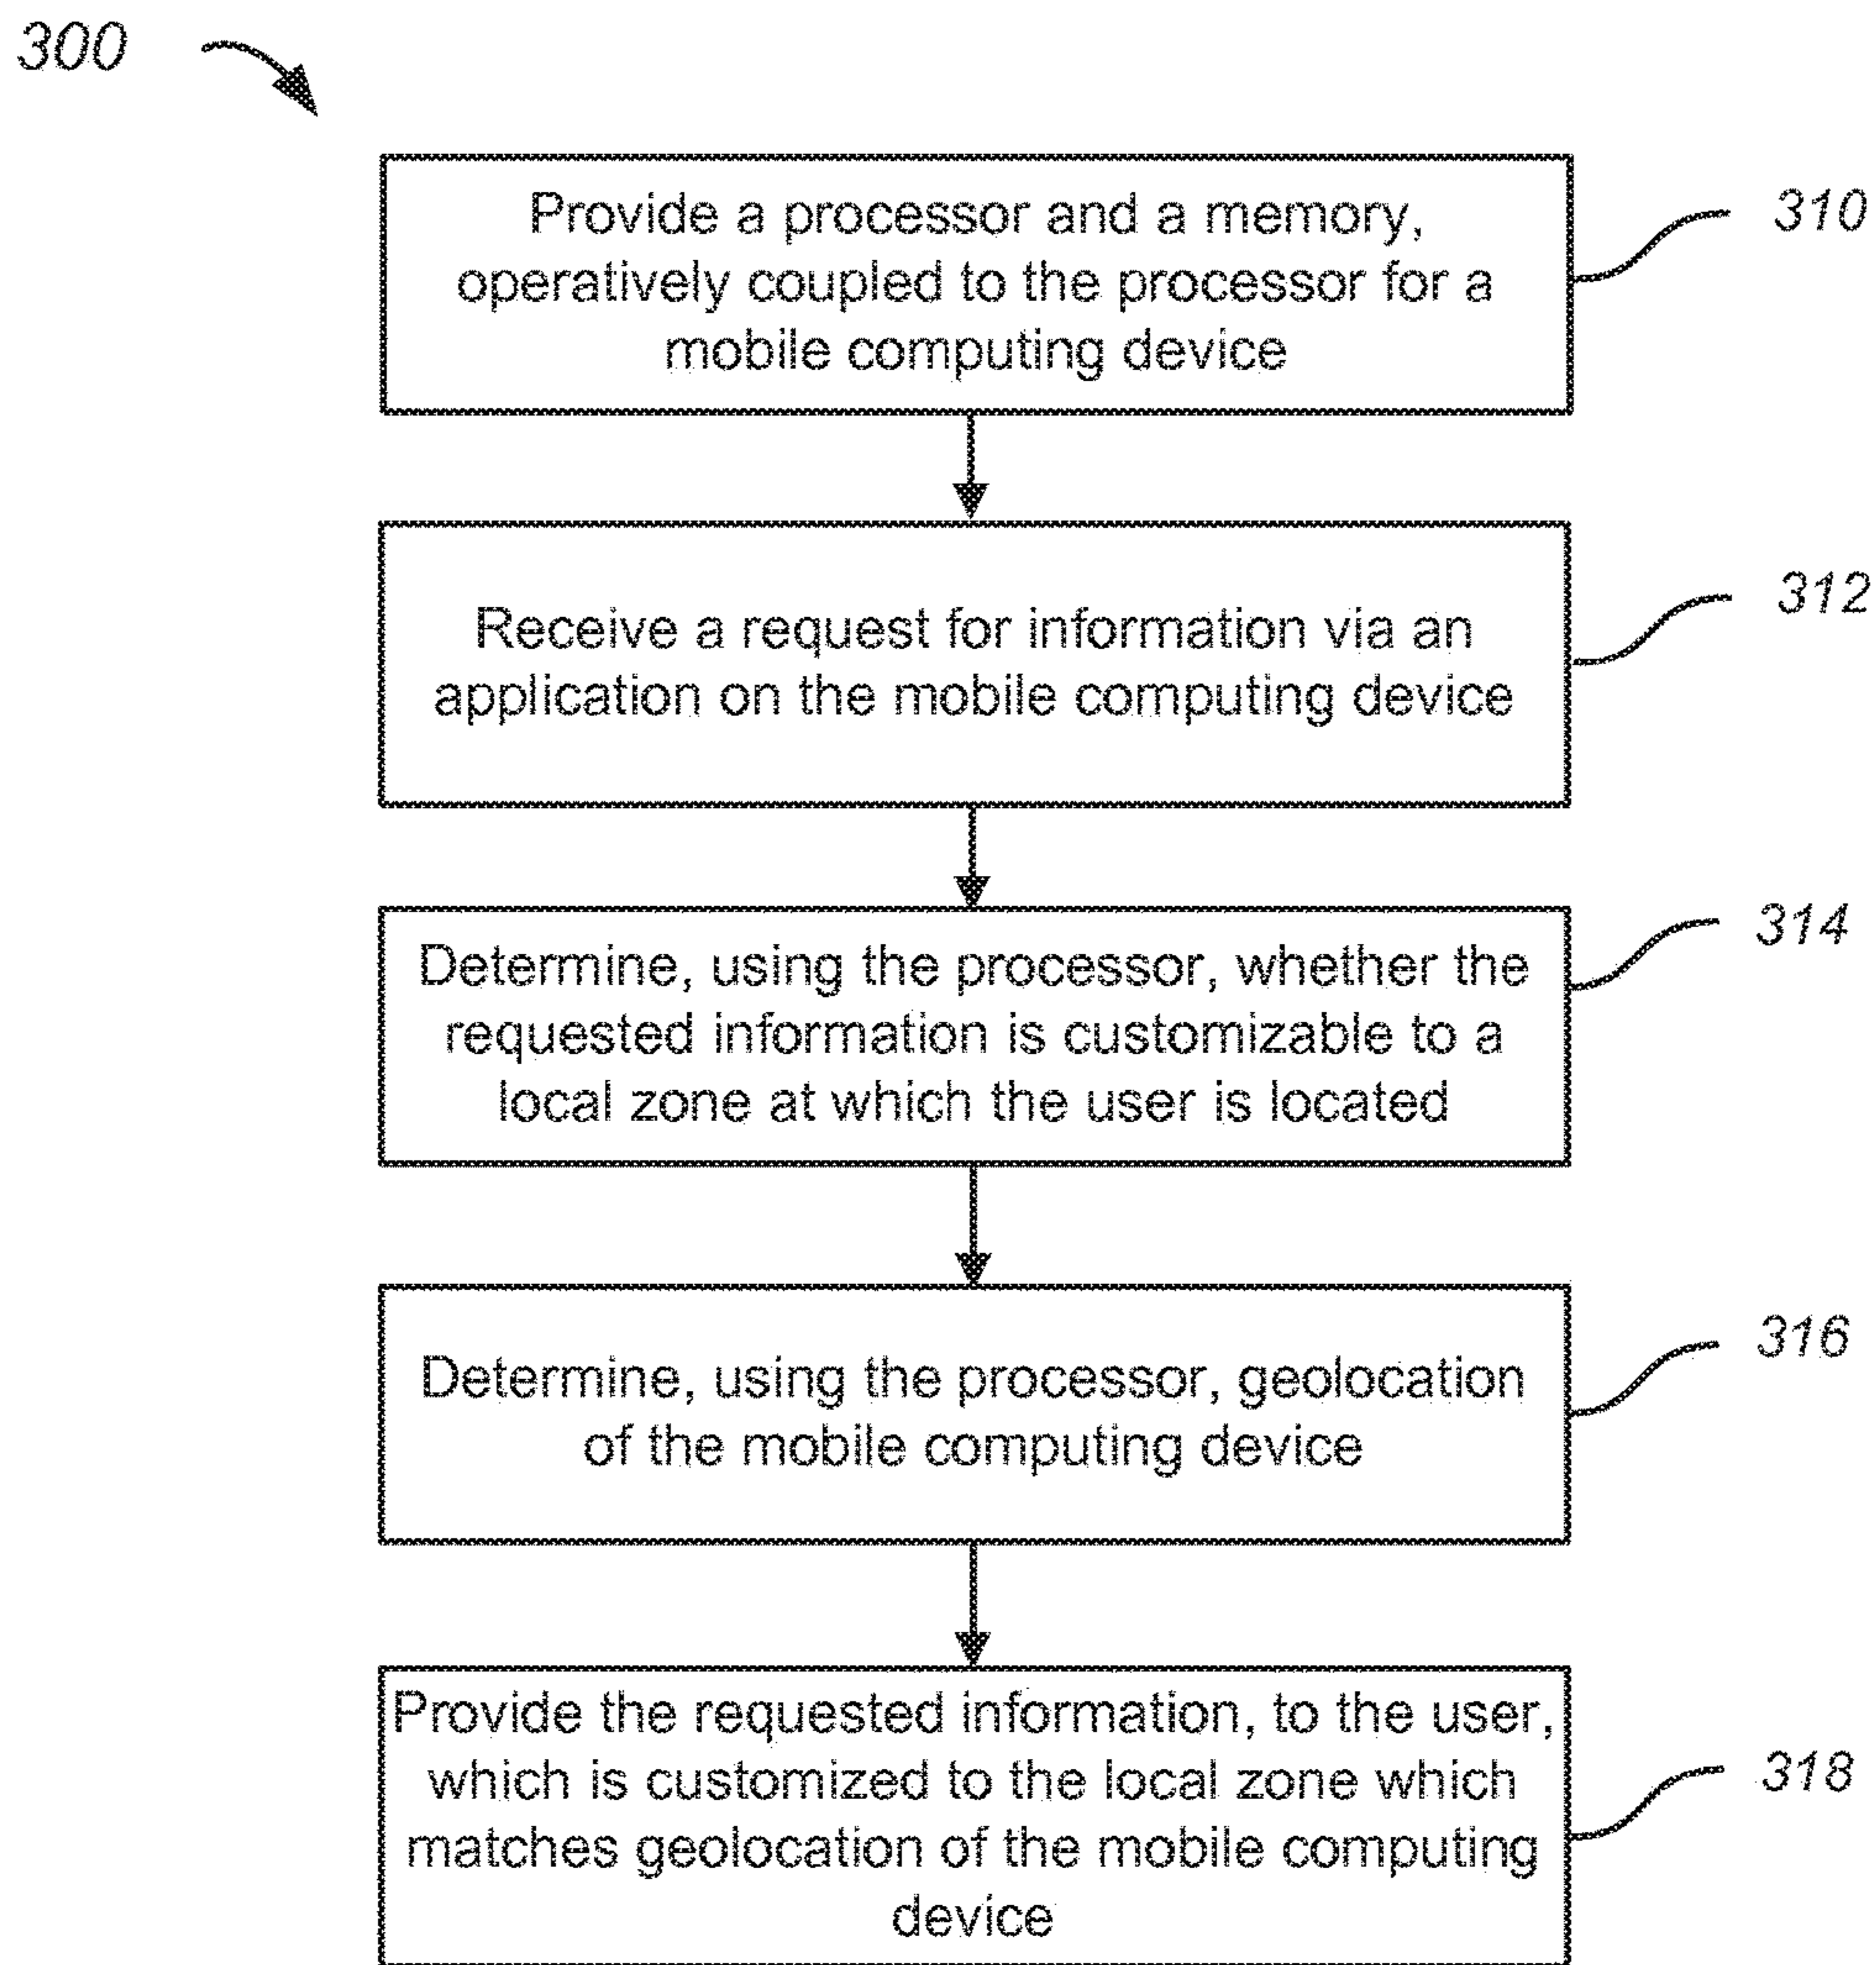 300
Provide a processor and a memory,
operatively coupled to the processor for a
mobile computing device
310
Receive a request for information via an
application on the mobile computing device
312
Determine, using the processor, whether the
requested information is customizable to a
local zone at which the user is located
314
Determine, using the processor, geolocation
of the mobile computing device
316
Provide the requested information, to the user,
which is customized to the local zone which
matches geolocation of the mobile computing
device
318